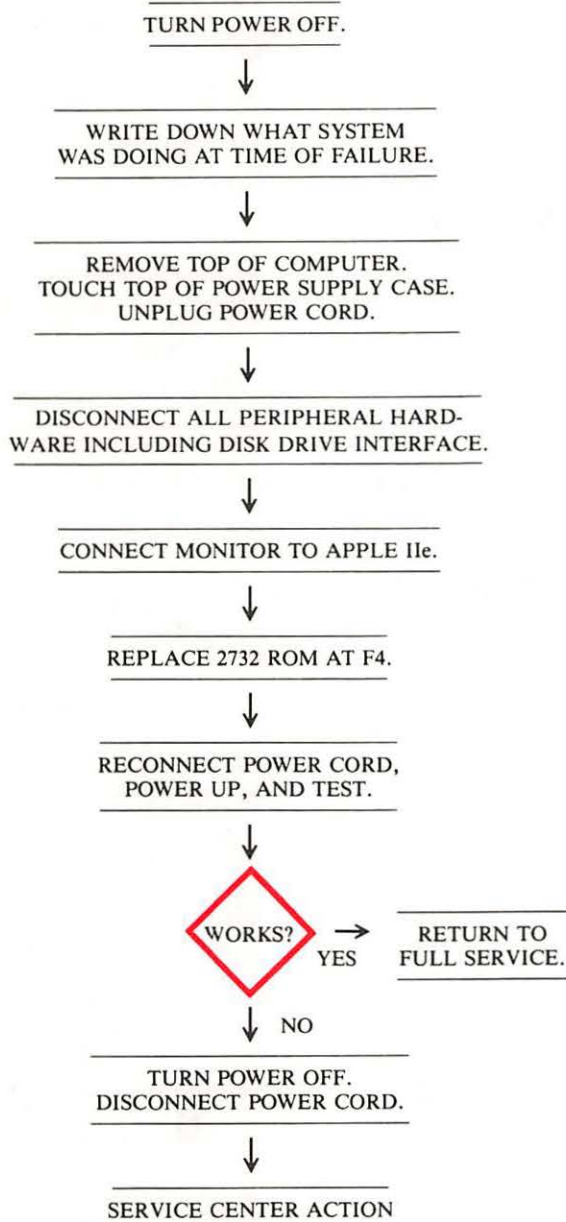 TURN POWER OFF.
WRITE DOWN WHAT SYSTEM
WAS DOING AT TIME OF FAILURE.
REMOVE TOP OF COMPUTER.
TOUCH TOP OF POWER SUPPLY CASE.
UNPLUG POWER CORD.
DISCONNECT ALL PERIPHERAL HARD-
WARE INCLUDING DISK DRIVE INTERFACE.
CONNECT MONITOR TO APPLE IIe.
REPLACE 2732 ROM AT F4.
RECONNECT POWER CORD,
POWER UP, AND TEST.
WORKS?
YES
RETURN TO
FULL SERVICE.
NO
TURN POWER OFF.
DISCONNECT POWER CORD.
SERVICE CENTER ACTION